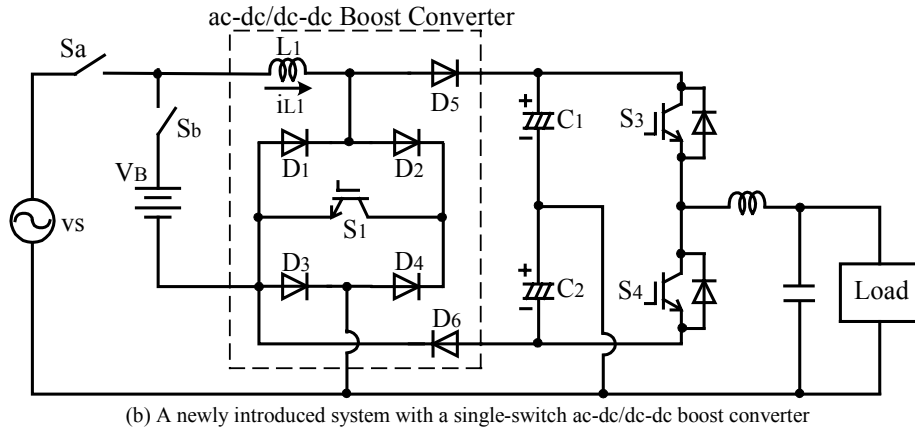 ac-dc/dc-dc Boost Converter
Sa
L1
iL1
D5
Sb
D1
D2
C1
S3
VB
vs
S1
D3
D4
C2
S4
Load
D6
(b) A newly introduced system with a single-switch ac-dc/dc-dc boost converter